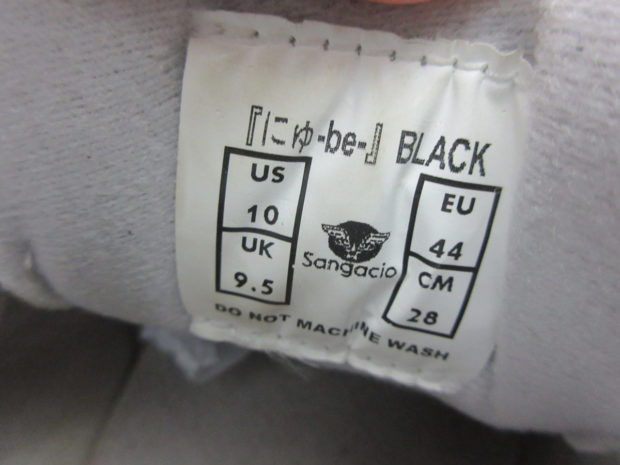 『にゅ-be-』 BLACK
US
10
UK
9.5
Sangacio
EU
44
CM
28
DO NOT MACHINE WASH